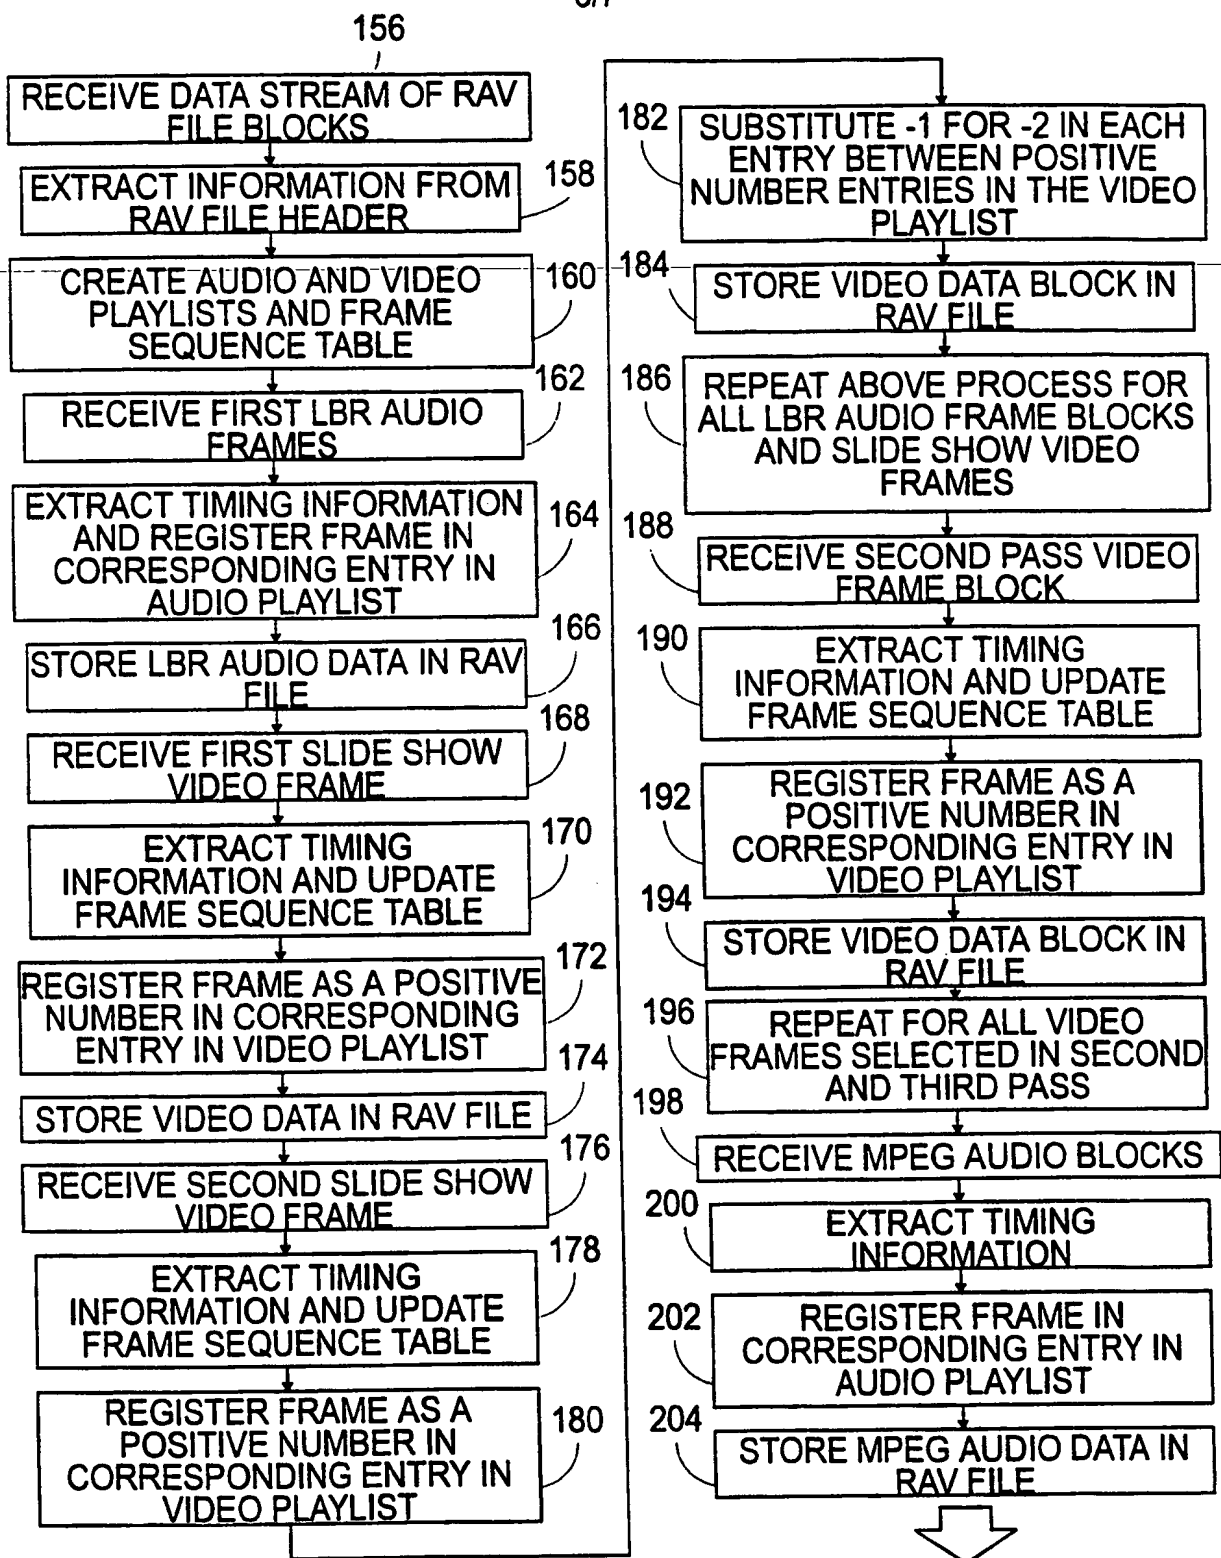 156
RECEIVE DATA STREAM OF RAV
FILE BLOCKS
EXTRACT INFORMATION FROM
RAV FILE HEADER
158
CREATE AUDIO AND VIDEO
PLAYLISTS AND FRAME
SEQUENCE TABLE
160
RECEIVE FIRST LBR AUDIO
FRAMES
162
EXTRACT TIMING INFORMATION
AND REGISTER FRAME IN
CORRESPONDING ENTRY IN
AUDIO PLAYLIST
164
STORE LBR AUDIO DATA IN RAV
FILE
166
RECEIVE FIRST SLIDE SHOW
VIDEO FRAME
168
EXTRACT TIMING
INFORMATION AND UPDATE
FRAME SEQUENCE TABLE
170
REGISTER FRAME AS A POSITIVE
NUMBER IN CORRESPONDING
ENTRY IN VIDEO PLAYLIST
172
STORE VIDEO DATA IN RAV FILE
174
RECEIVE SECOND SLIDE SHOW
VIDEO FRAME
176
EXTRACT TIMING
INFORMATION AND UPDATE
FRAME SEQUENCE TABLE
178
REGISTER FRAME AS A
POSITIVE NUMBER IN
CORRESPONDING ENTRY IN
VIDEO PLAYLIST
180
182
SUBSTITUTE -1 FOR -2 IN EACH
ENTRY BETWEEN POSITIVE
NUMBER ENTRIES IN THE VIDEO
PLAYLIST
184
STORE VIDEO DATA BLOCK IN
RAV FILE
186
REPEAT ABOVE PROCESS FOR
ALL LBR AUDIO FRAME BLOCKS
AND SLIDE SHOW VIDEO
FRAMES
188
RECEIVE SECOND PASS VIDEO
FRAME BLOCK
190
EXTRACT TIMING
INFORMATION AND UPDATE
FRAME SEQUENCE TABLE
192
REGISTER FRAME AS A
POSITIVE NUMBER IN
CORRESPONDING ENTRY IN
VIDEO PLAYLIST
194
STORE VIDEO DATA BLOCK IN
RAV FILE
196
REPEAT FOR ALL VIDEO
FRAMES SELECTED IN SECOND
AND THIRD PASS
198
RECEIVE MPEG AUDIO BLOCKS
200
EXTRACT TIMING
INFORMATION
202
REGISTER FRAME IN
CORRESPONDING ENTRY IN
AUDIO PLAYLIST
204
STORE MPEG AUDIO DATA IN
RAV FILE